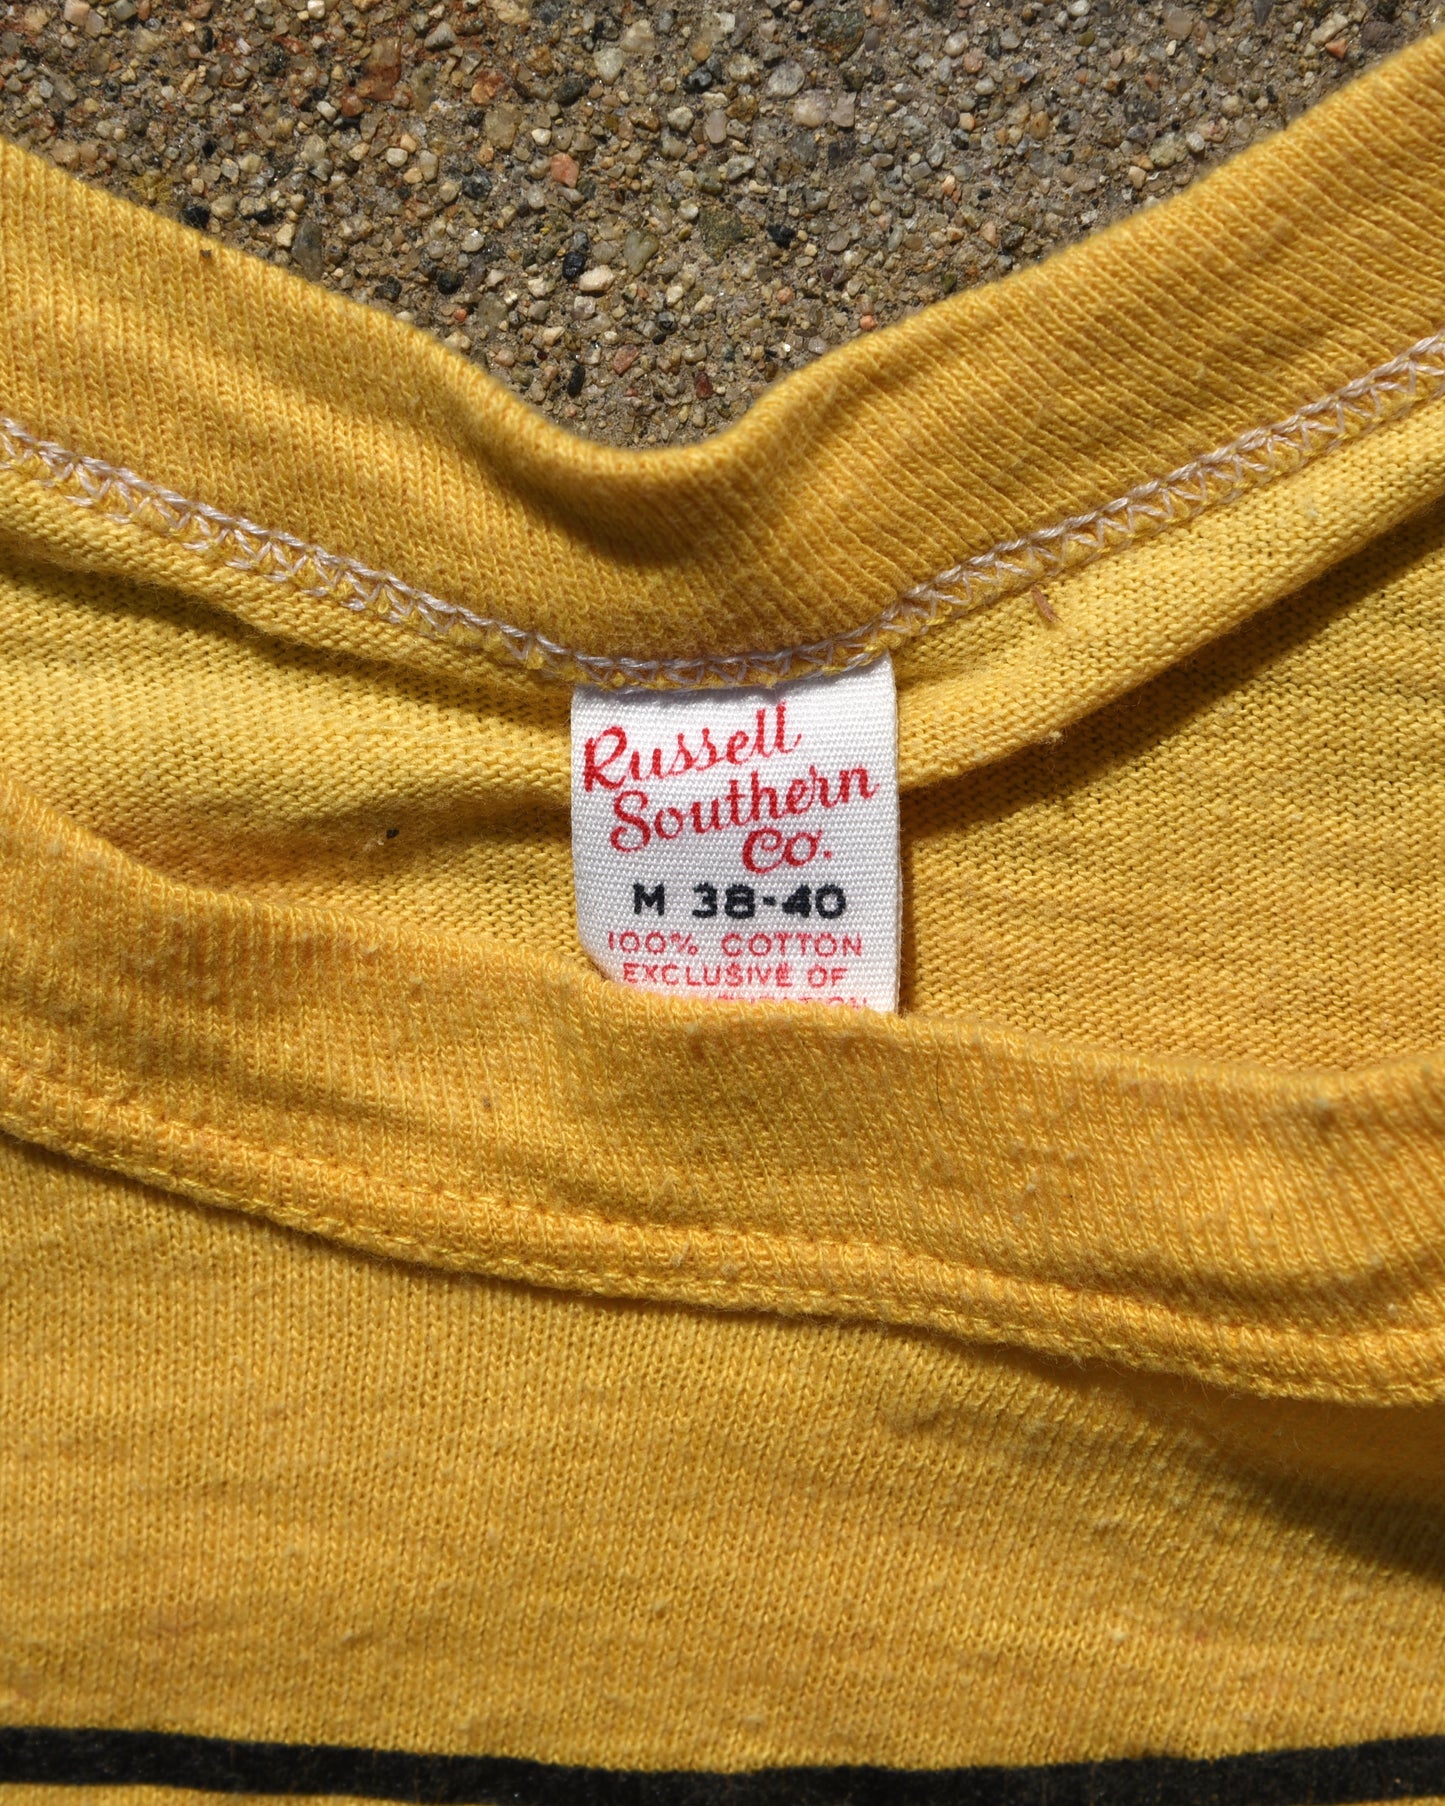 Russell
Southern
Co.
M 38-40
100% COTTON
EXCLUSIVE OF